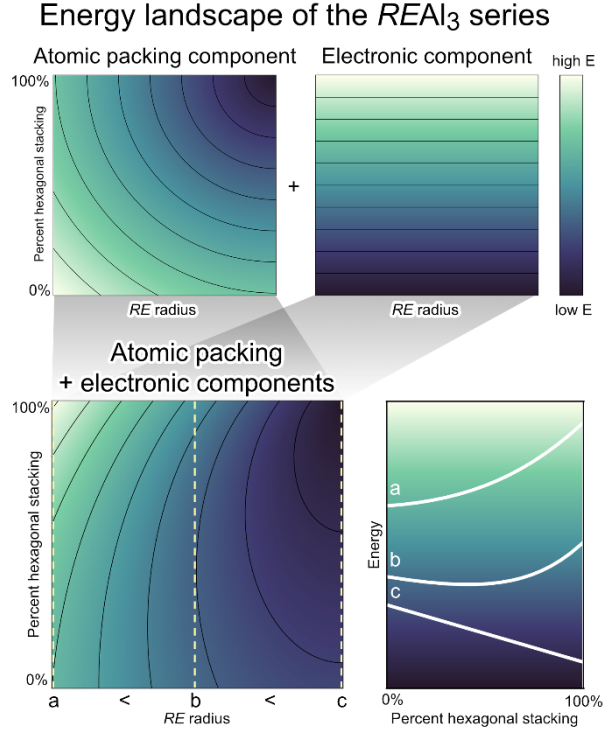 Energy landscape of the REAl₃ series
Atomic packing component
Electronic component
high E
100%
Percent hexagonal stacking
0%
+
RE radius
RE radius
low E
Atomic packing
+ electronic components
100%
Percent hexagonal stacking
0%
a < b < c
RE radius
Energy
a
b
c
0% 100%
Percent hexagonal stacking